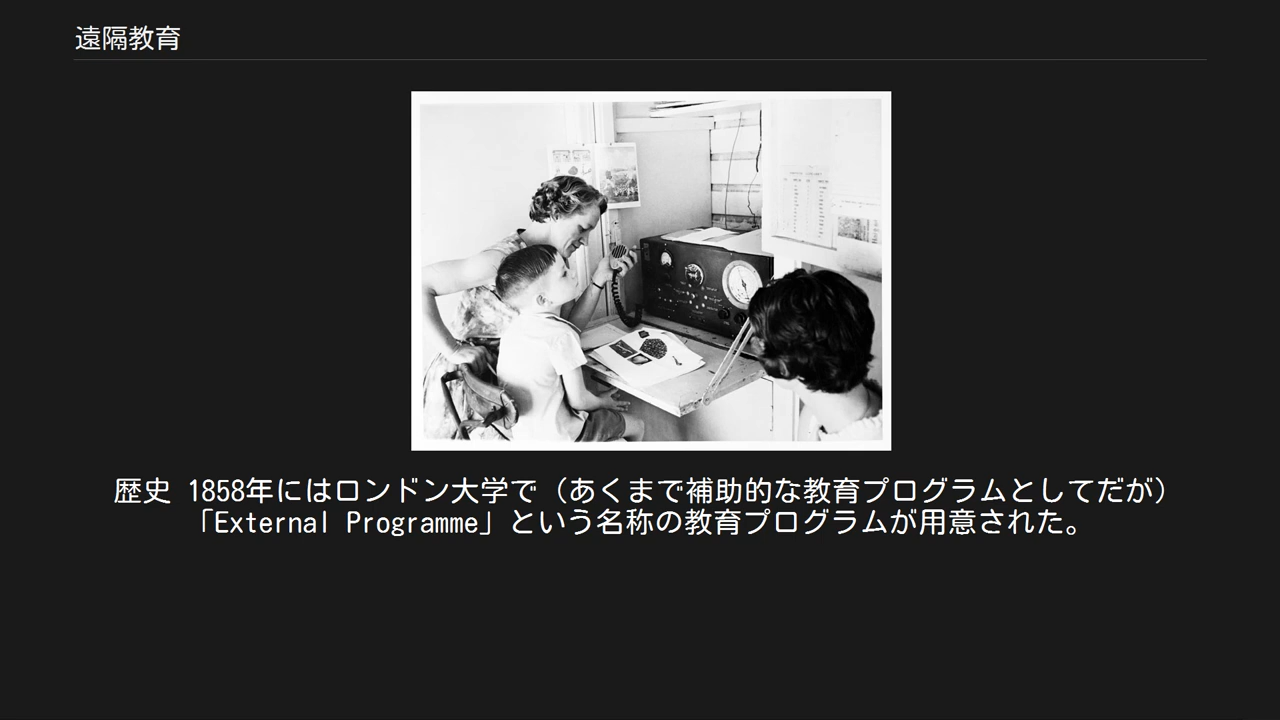 遠隔教育
歴史 1858年にはロンドン大学で（あくまで補助的な教育プログラムとしてだが）
「External Programme」という名称の教育プログラムが用意された。